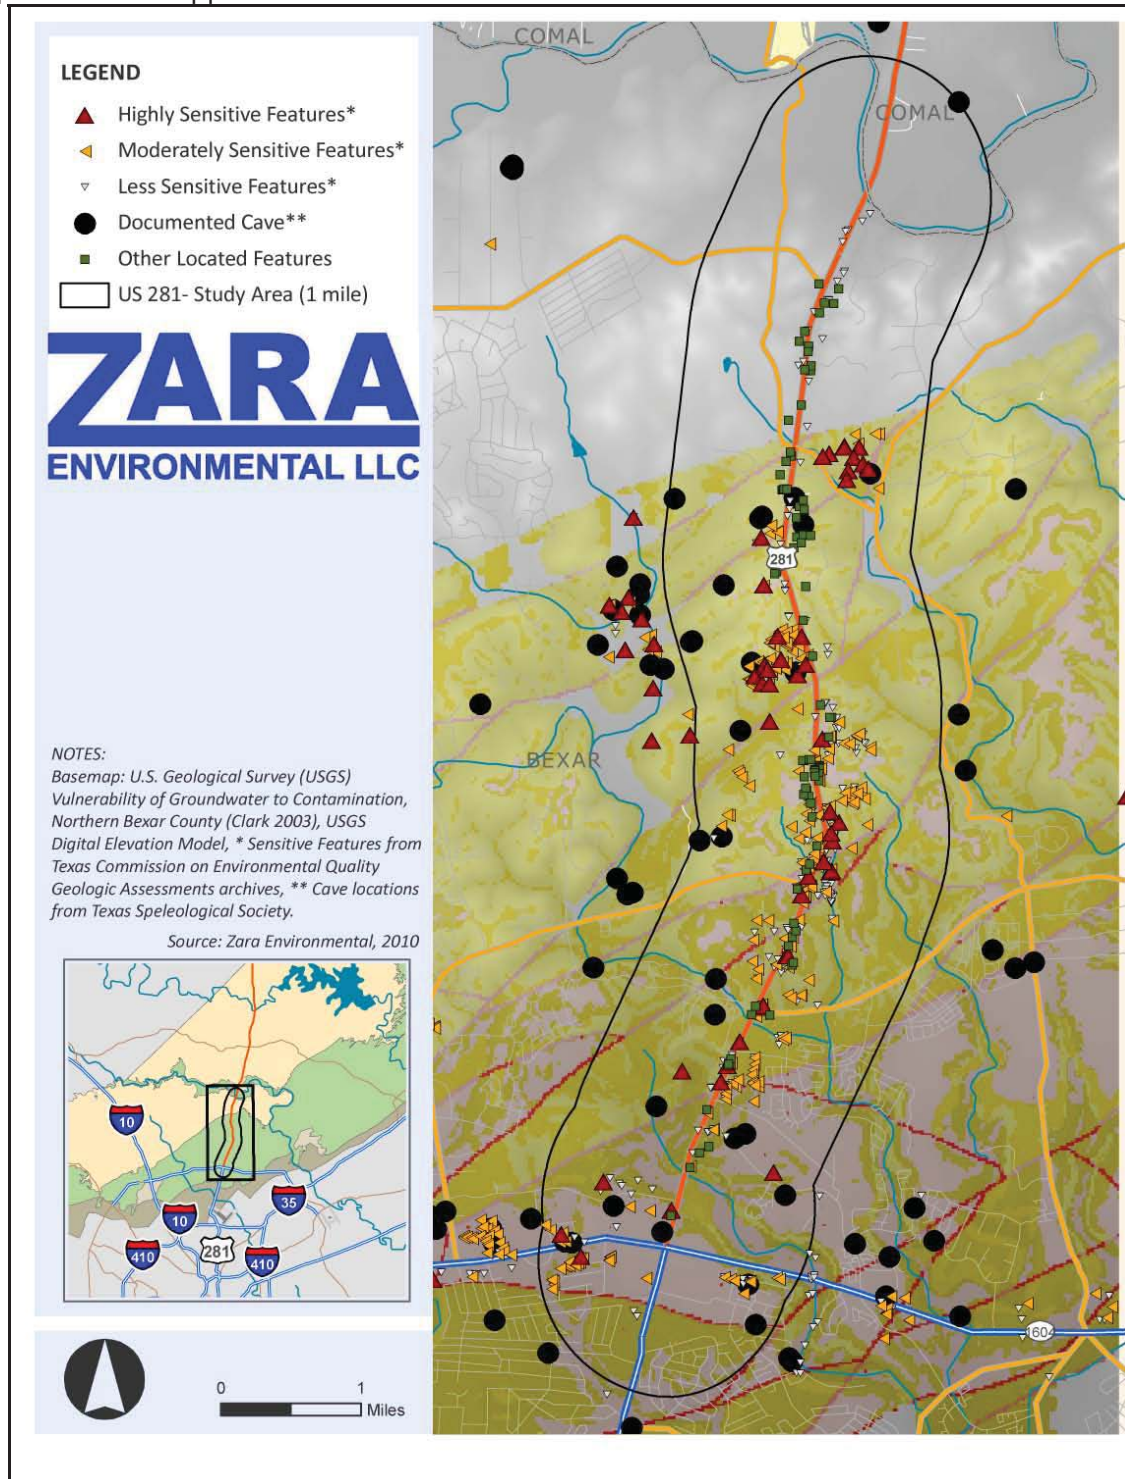 LEGEND
Highly Sensitive Features*
Moderately Sensitive Features*
Less Sensitive Features*
Documented Cave**
Other Located Features
US 281- Study Area (1 mile)
ZARA
ENVIRONMENTAL LLC
NOTES:
Basemap: U.S. Geological Survey (USGS)
Vulnerability of Groundwater to Contamination,
Northern Bexar County (Clark 2003), USGS
Digital Elevation Model, * Sensitive Features from
Texas Commission on Environmental Quality
Geologic Assessments archives, ** Cave locations
from Texas Speleological Society.
Source: Zara Environmental, 2010
10
35
10
281
410
410
0 1
Miles
COMAL
COMAL
281
BEXAR
1604